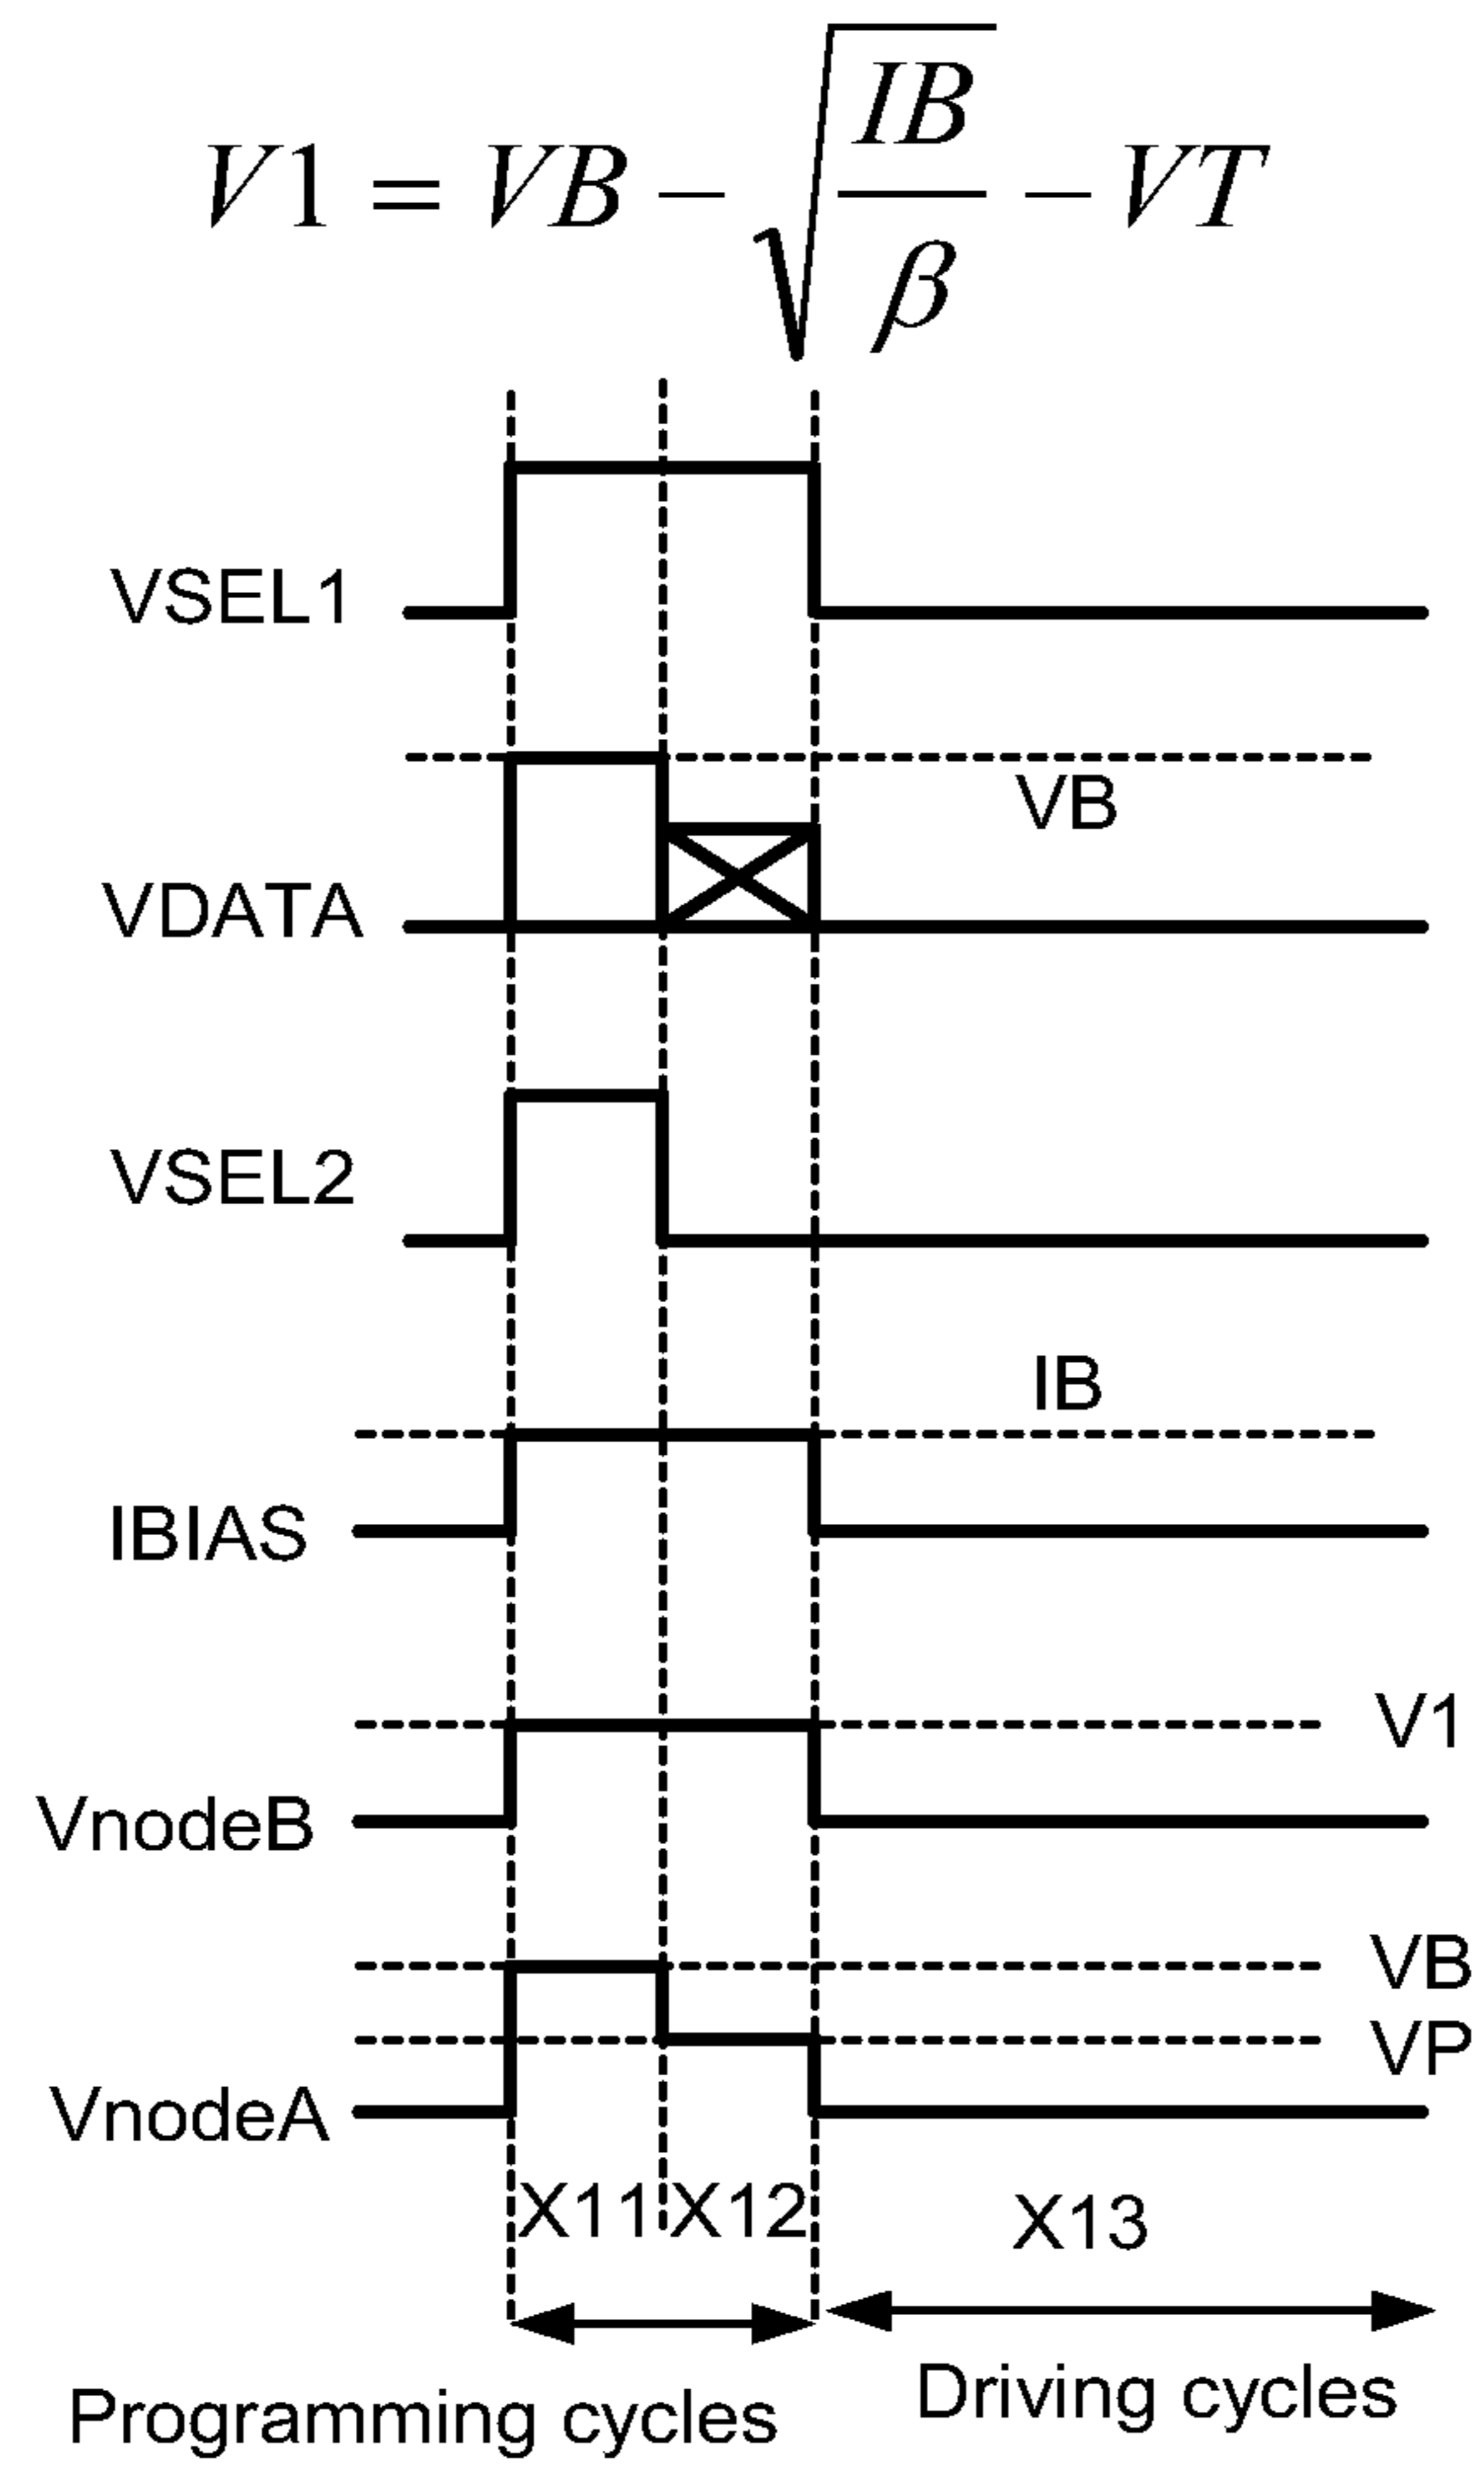 V1 = VB − √(IB/β) − VT
VSEL1
VB
VDATA
VSEL2
IB
IBIAS
V1
VnodeB
VB
VP
VnodeA
X11 X12 X13
Programming cycles
Driving cycles